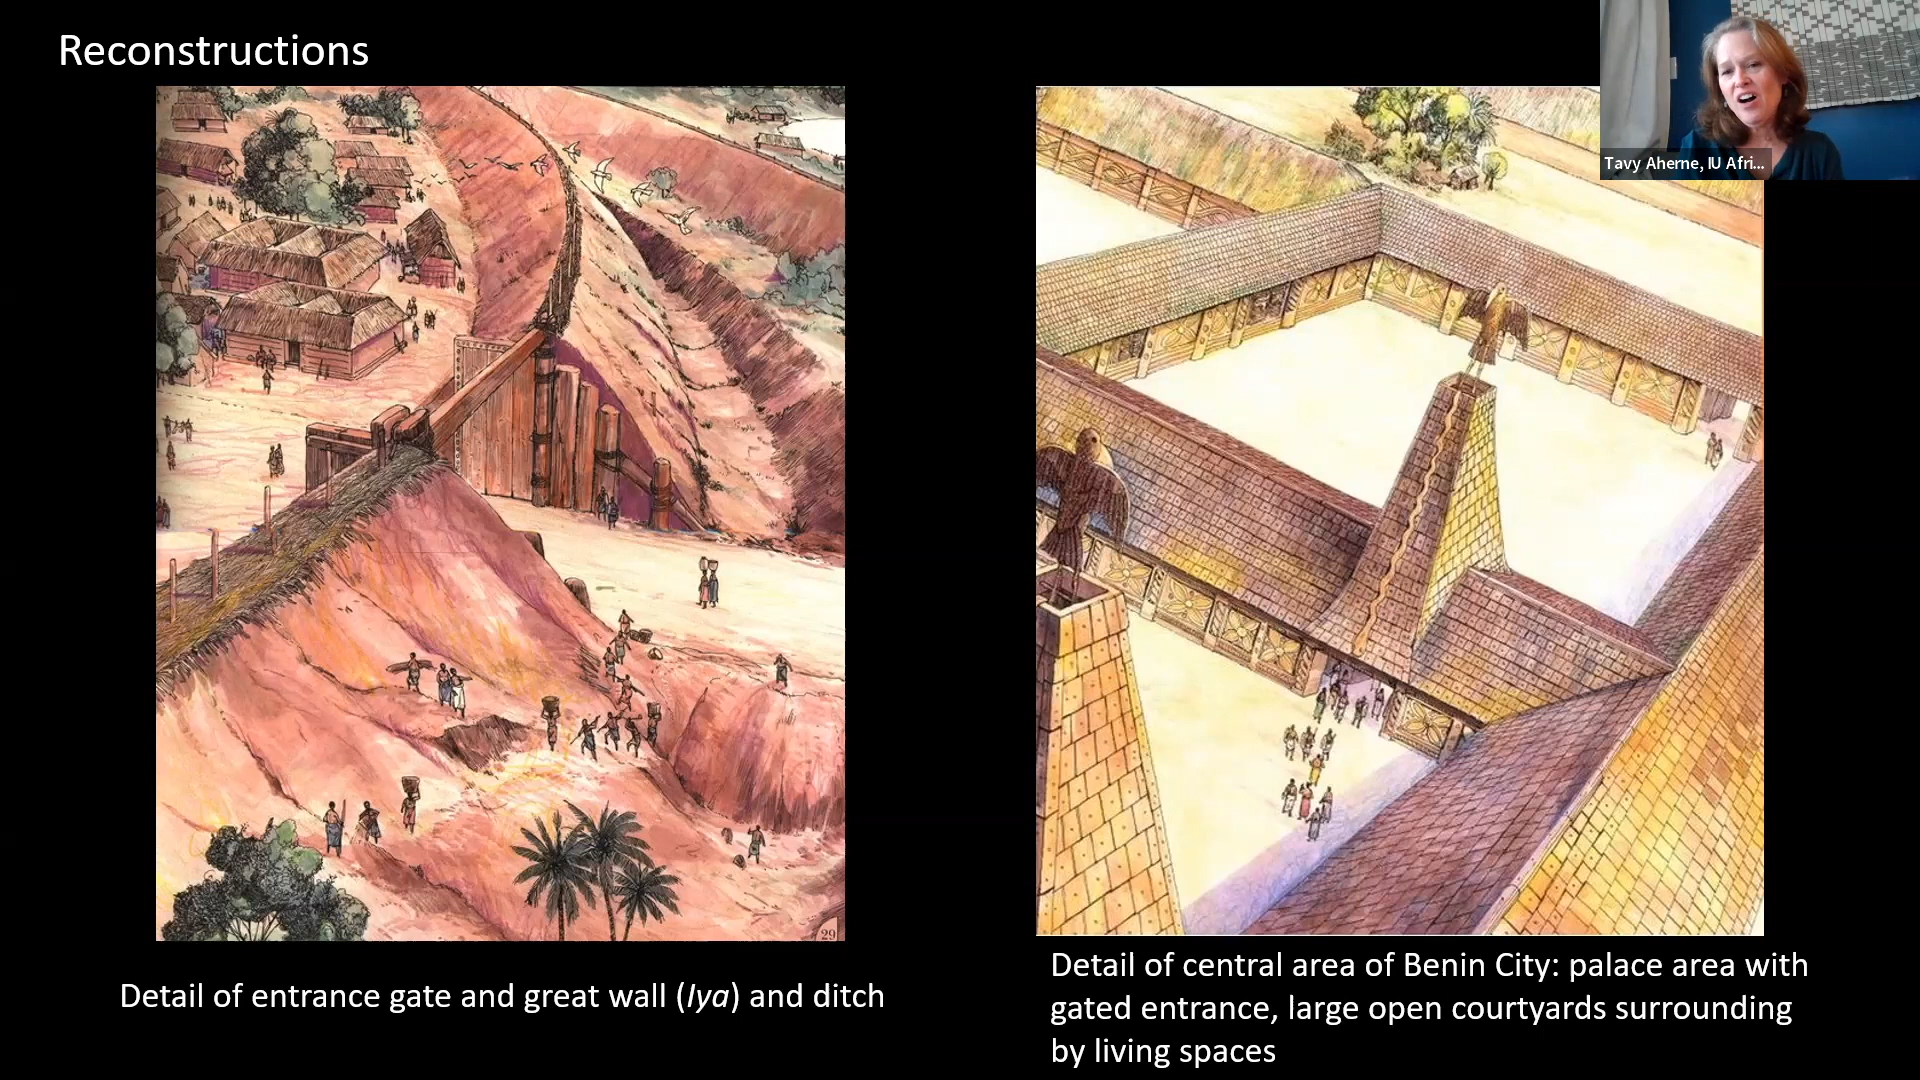 Reconstructions
Tavy Aherne, IU Afri...
29
Detail of entrance gate and great wall (Iya) and ditch
Detail of central area of Benin City: palace area with
gated entrance, large open courtyards surrounding
by living spaces